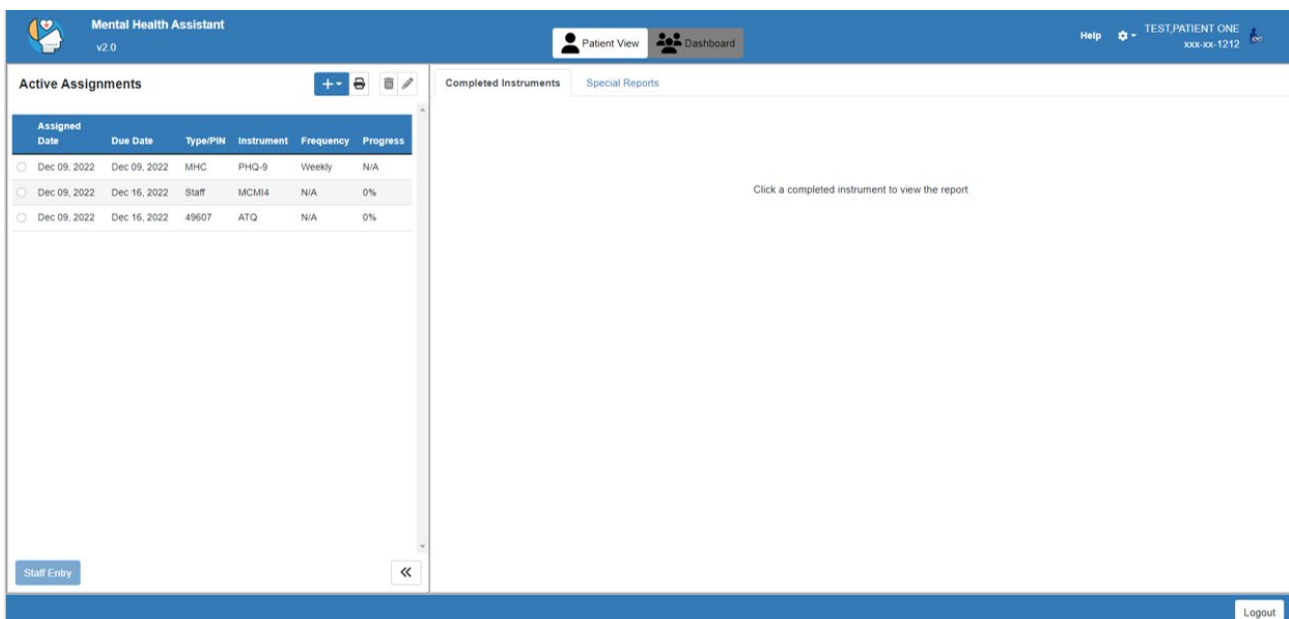 Mental Health Assistant
v2.0
Patient View
Dashboard
Help
TEST,PATIENT ONE
xxx-xx-1212
Active Assignments
Completed Instruments
Special Reports
Assigned Date Due Date Type/PIN Instrument Frequency Progress
Dec 09, 2022 Dec 09, 2022 MHC PHQ-9 Weekly N/A
Dec 09, 2022 Dec 16, 2022 Staff MCMI4 N/A 0%
Dec 09, 2022 Dec 16, 2022 49607 ATQ N/A 0%
Click a completed instrument to view the report
Staff Entry
Logout